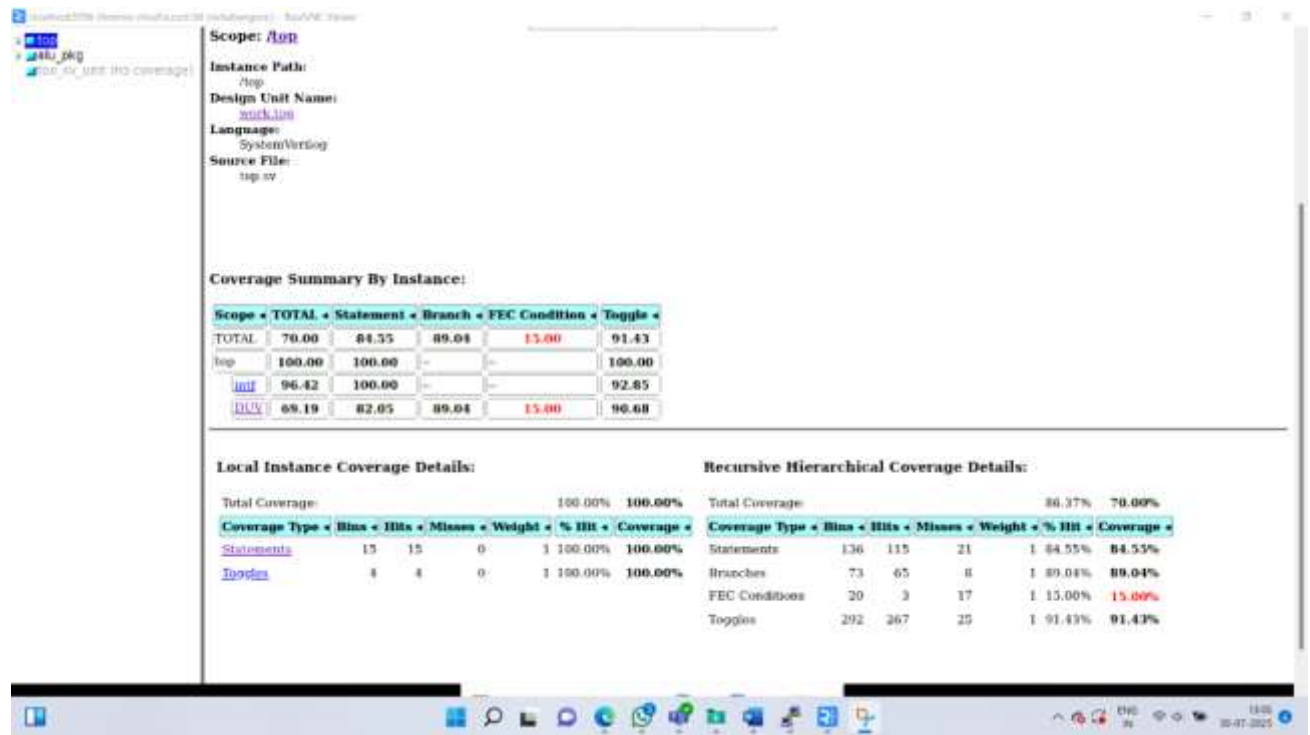 top
alu_pkg
top_sv_unit (no coverage)
Scope: /top
Instance Path:
/top
Design Unit Name:
work.top
Language:
SystemVerilog
Source File:
top.sv
Coverage Summary By Instance:
Scope TOTAL Statement Branch FEC Condition Toggle
TOTAL 70.00 84.55 89.04 15.00 91.43
top 100.00 100.00 -- -- 100.00
intf 96.42 100.00 -- -- 92.85
DUV 69.19 82.05 89.04 15.00 90.68
Local Instance Coverage Details:
Total Coverage: 100.00% 100.00%
Coverage Type Bins Hits Misses Weight % Hit Coverage
Statements 15 15 0 1 100.00% 100.00%
Toggles 4 4 0 1 100.00% 100.00%
Recursive Hierarchical Coverage Details:
Total Coverage: 86.37% 70.00%
Coverage Type Bins Hits Misses Weight % Hit Coverage
Statements 136 115 21 1 84.55% 84.55%
Branches 73 65 8 1 89.04% 89.04%
FEC Conditions 20 3 17 1 15.00% 15.00%
Toggles 292 267 25 1 91.43% 91.43%
ENG
IN
30-07-2025